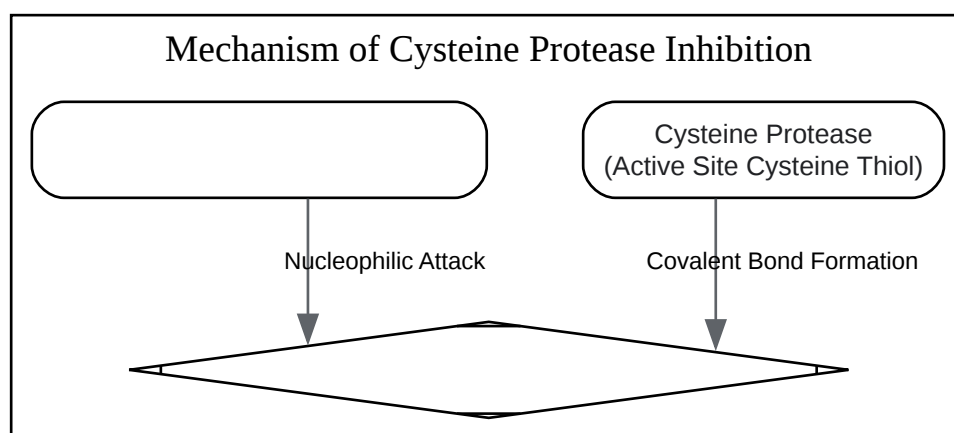 Mechanism of Cysteine Protease Inhibition
Cysteine Protease
(Active Site Cysteine Thiol)
Nucleophilic Attack
Covalent Bond Formation